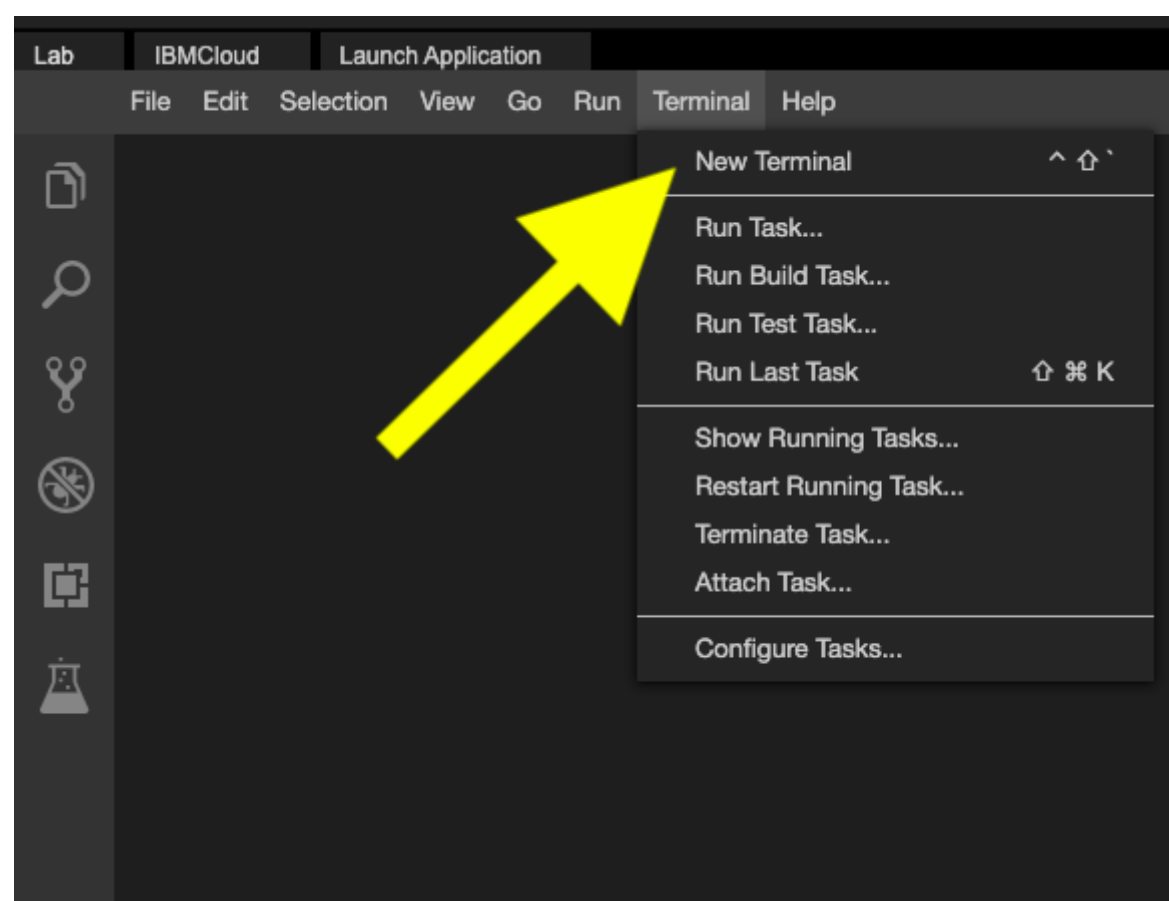 Lab IBMCloud Launch Application
File Edit Selection View Go Run Terminal Help
New Terminal ^ ⇧ `
Run Task...
Run Build Task...
Run Test Task...
Run Last Task ⇧ ⌘ K
Show Running Tasks...
Restart Running Task...
Terminate Task...
Attach Task...
Configure Tasks...